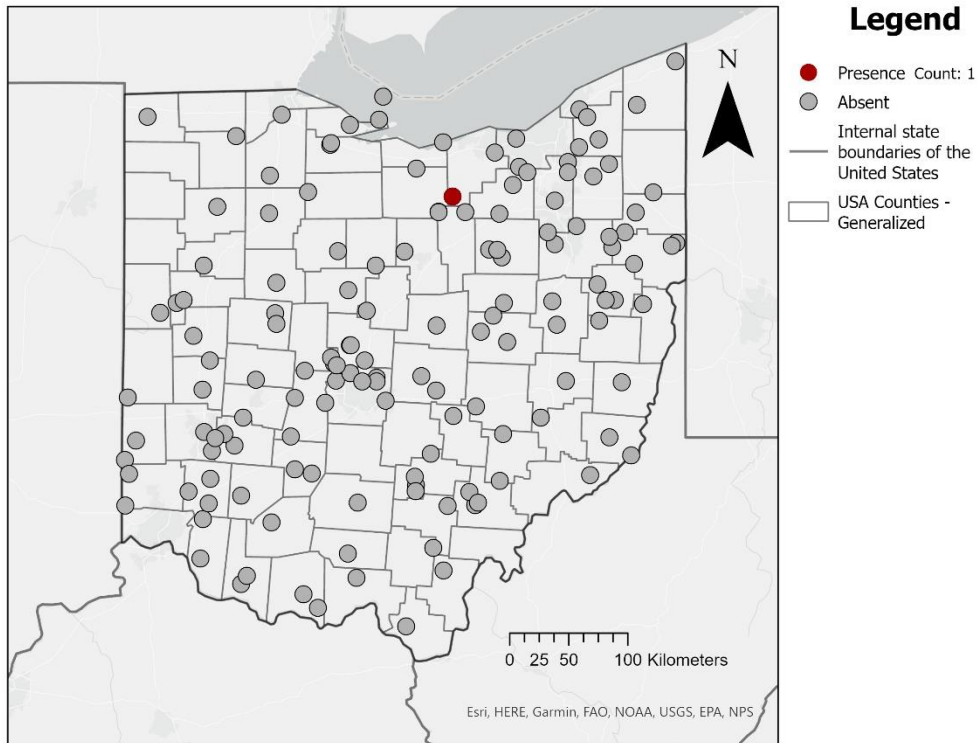 Legend
N
Presence Count: 1
Absent
Internal state
boundaries of the
United States
USA Counties -
Generalized
0 25 50 100 Kilometers
Esri, HERE, Garmin, FAO, NOAA, USGS, EPA, NPS